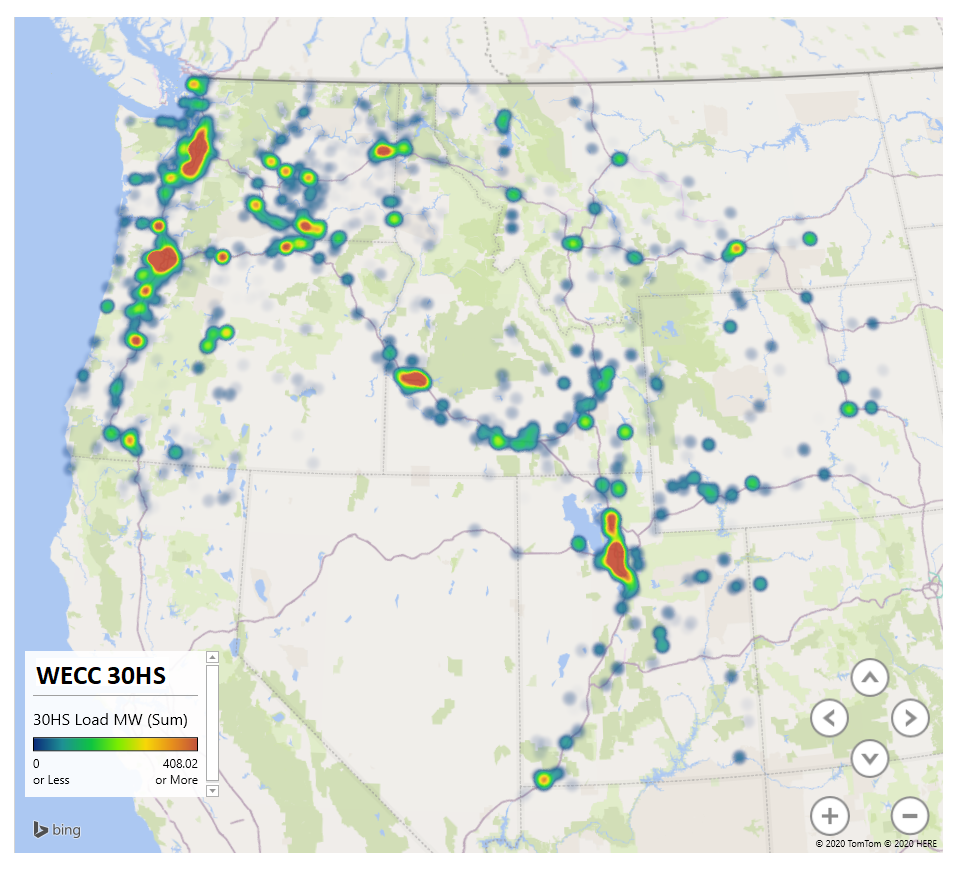 WECC 30HS
30HS Load MW (Sum)
0 408.02
or Less or More
bing
© 2020 TomTom © 2020 HERE